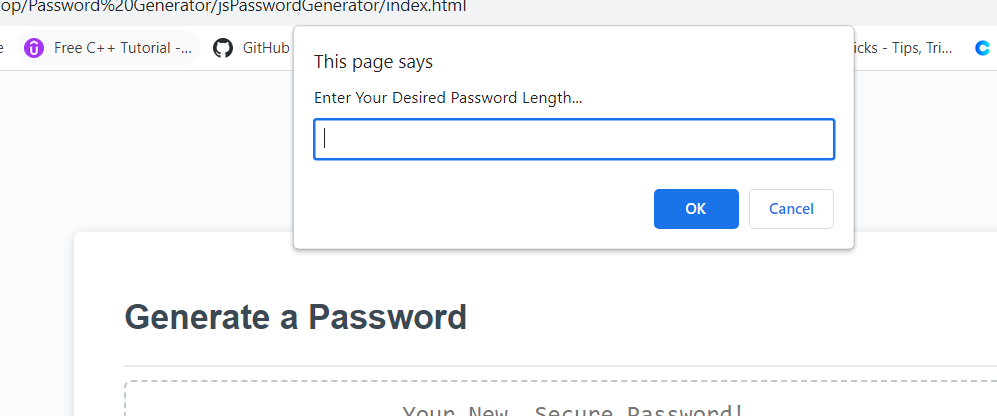 op/Password%20Generator/jsPasswordGenerator/index.html
e Free C++ Tutorial -... GitHub icks - Tips, Tri...
This page says
Enter Your Desired Password Length...
OK Cancel
Generate a Password
Your New, Secure Password!